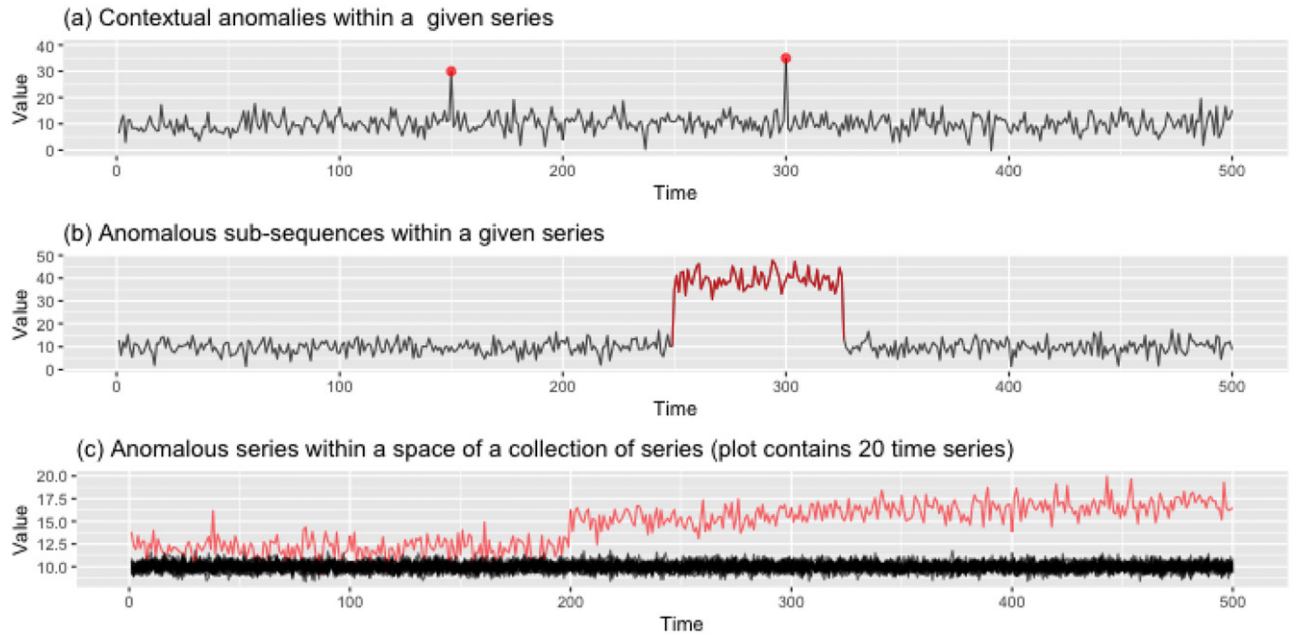 (a) Contextual anomalies within a  given series
40
30
20
10
0
Value
0 100 200 300 400 500
Time
(b) Anomalous sub-sequences within a given series
50
40
30
20
10
0
Value
0 100 200 300 400 500
Time
(c) Anomalous series within a space of a collection of series (plot contains 20 time series)
20.0
17.5
15.0
12.5
10.0
Value
0 100 200 300 400 500
Time